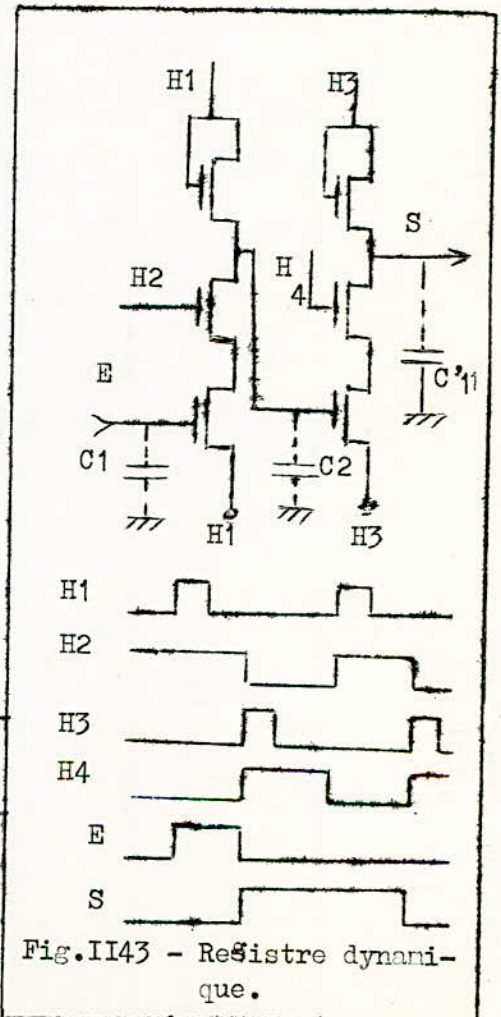 H1 H3
S
H2 H
4
E
C'11
C1 C2
H1 H3
H1
H2
H3
H4
E
S
Fig.II43 - Registre dynami-
que.